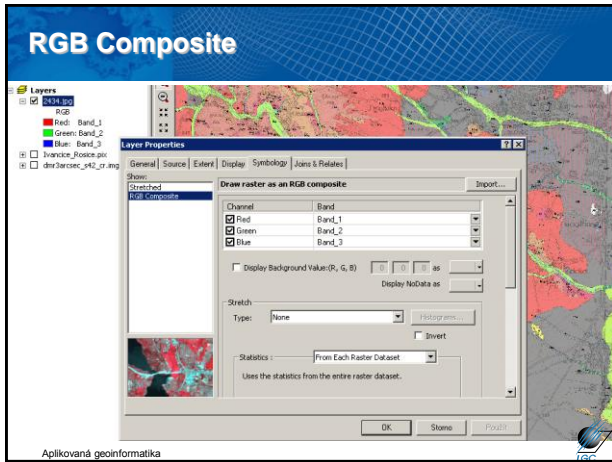 RGB Composite
Layers
2434.jpg
RGB
Red: Band_1
Green: Band_2
Blue: Band_3
Ivancice_Rosice.pix
dmr3arcsec_s42_cr.img
Layer Properties
General Source Extent Display Symbology Joins & Relates
Show:
Stretched
RGB Composite
Draw raster as an RGB composite
Import...
Channel Band
Red Band_1
Green Band_2
Blue Band_3
Display Background Value:(R, G, B) 0 0 0 as
Display NoData as
Stretch
Type: None Histograms...
Invert
Statistics : From Each Raster Dataset
Uses the statistics from the entire raster dataset.
OK Storno Použít
Aplikovaná geoinformatika
LGC